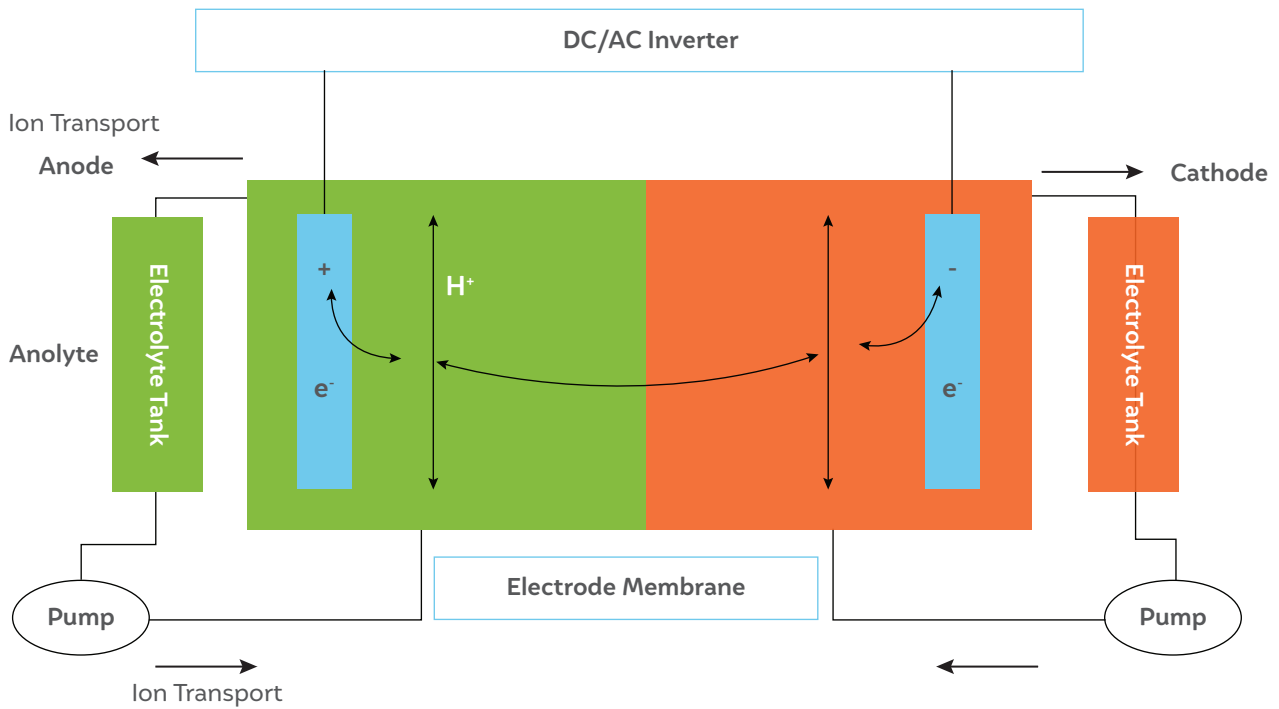 DC/AC Inverter
Ion Transport
Anode
Cathode
+
-
H⁺
Electrolyte Tank
Electrolyte Tank
Anolyte
e⁻
e⁻
Electrode Membrane
Pump
Pump
Ion Transport